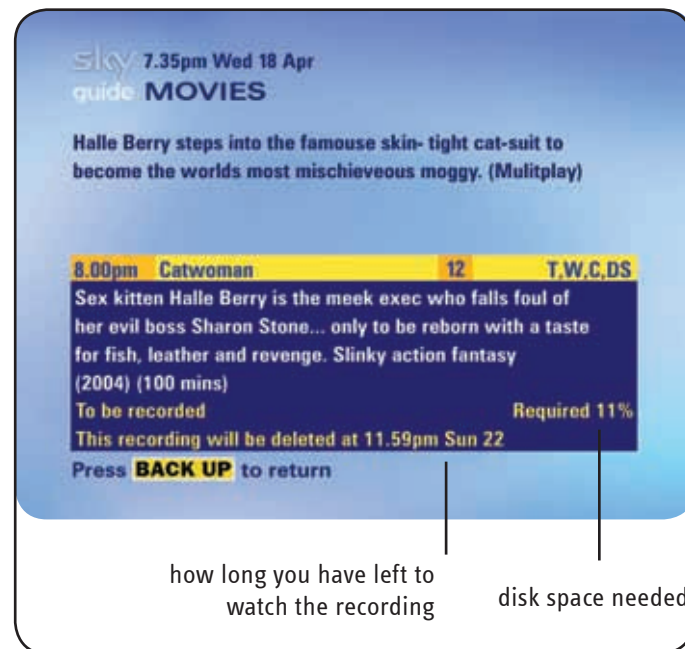 sky 7.35pm Wed 18 Apr
guide MOVIES
Halle Berry steps into the famouse skin- tight cat-suit to
become the worlds most mischieveous moggy. (Mulitplay)
8.00pm Catwoman 12 T,W,C,DS
Sex kitten Halle Berry is the meek exec who falls foul of
her evil boss Sharon Stone... only to be reborn with a taste
for fish, leather and revenge. Slinky action fantasy
(2004) (100 mins)
To be recorded Required 11%
This recording will be deleted at 11.59pm Sun 22
Press BACK UP to return
how long you have left to
watch the recording
disk space needed